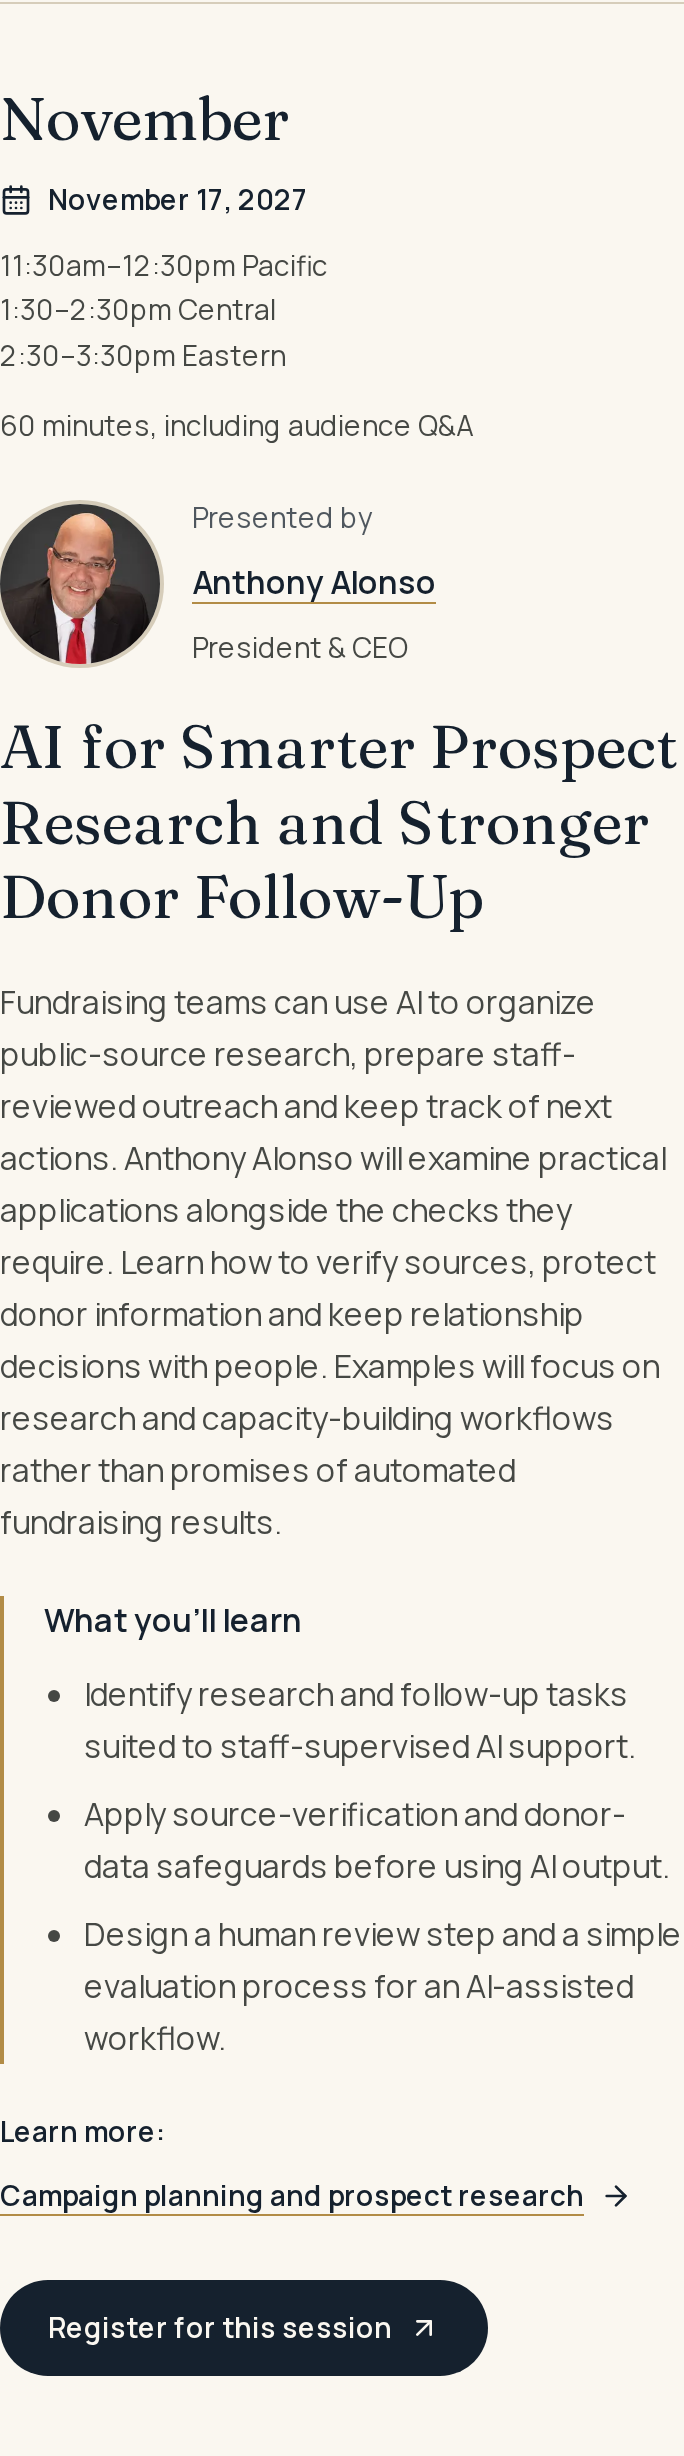 November
November 17, 2027
11:30am–12:30pm Pacific
1:30–2:30pm Central
2:30–3:30pm Eastern
60 minutes, including audience Q&A
Presented by
Anthony Alonso
President & CEO
AI for Smarter Prospect
Research and Stronger
Donor Follow-Up
Fundraising teams can use AI to organize
public-source research, prepare staff-
reviewed outreach and keep track of next
actions. Anthony Alonso will examine practical
applications alongside the checks they
require. Learn how to verify sources, protect
donor information and keep relationship
decisions with people. Examples will focus on
research and capacity-building workflows
rather than promises of automated
fundraising results.
What you’ll learn
Identify research and follow-up tasks
suited to staff-supervised AI support.
Apply source-verification and donor-
data safeguards before using AI output.
Design a human review step and a simple
evaluation process for an AI-assisted
workflow.
Learn more:
Campaign planning and prospect research
Register for this session